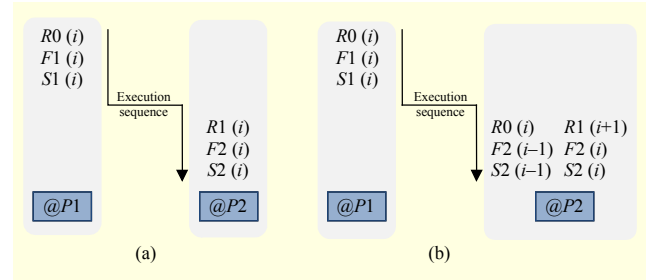 R0 (i)
F1 (i)
S1 (i)
Execution
sequence
R1 (i)
F2 (i)
S2 (i)
@P1
@P2
(a)
R0 (i)
F1 (i)
S1 (i)
Execution
sequence
R0 (i) R1 (i+1)
F2 (i–1) F2 (i)
S2 (i–1) S2 (i)
@P1
@P2
(b)